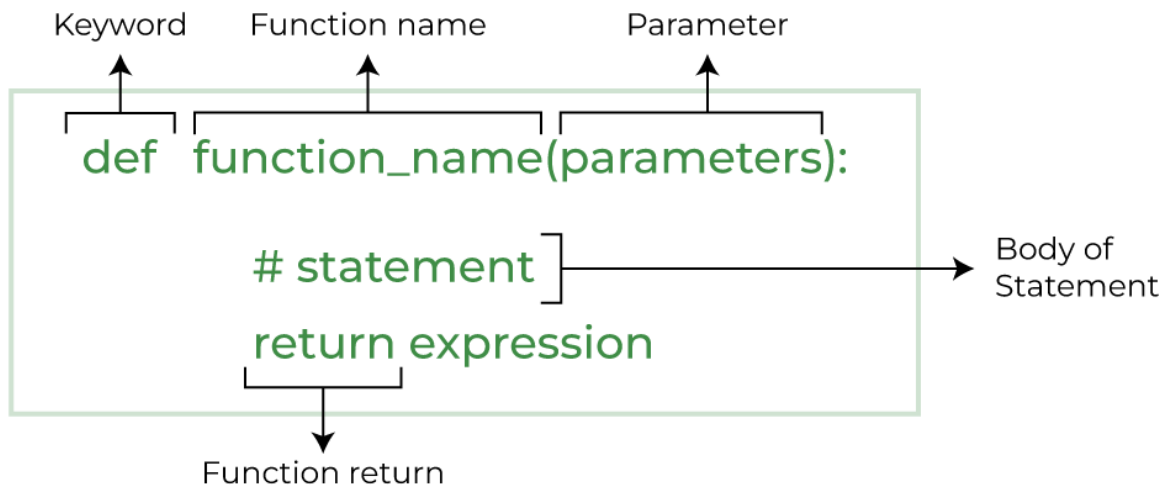 Keyword
Function name
Parameter
def function_name(parameters):
# statement
Body of
Statement
return expression
Function return